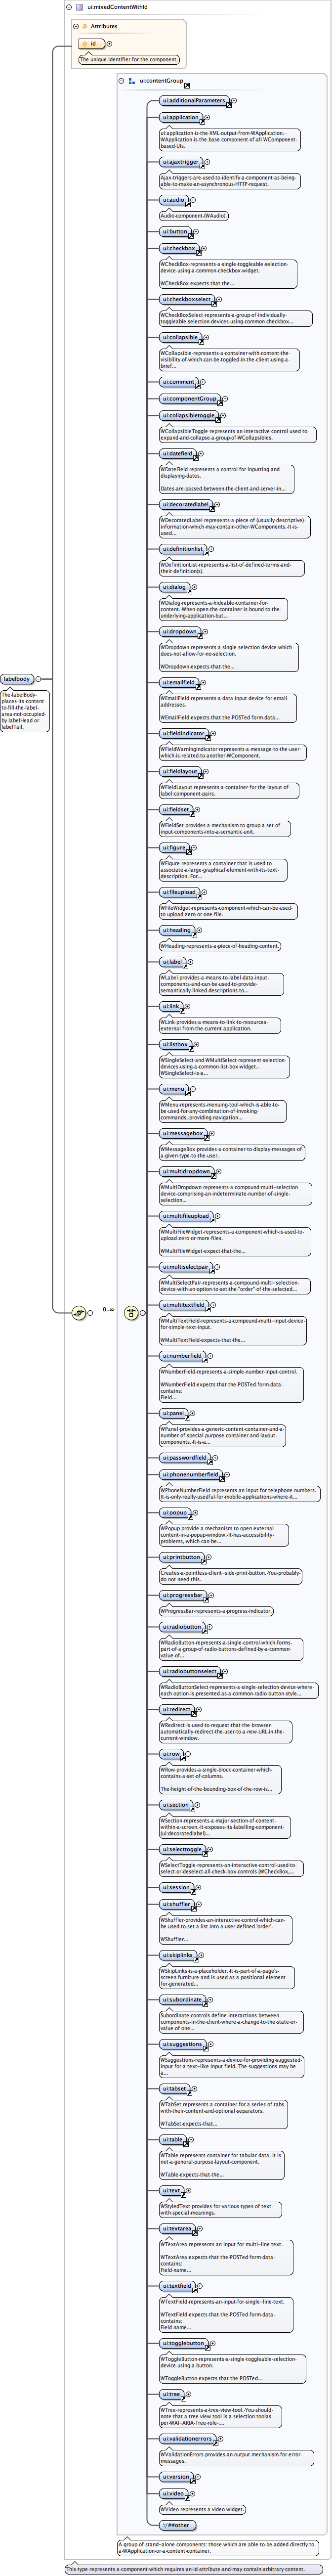 ui:mixedContentWithId
Attributes
id
The unique identifier for the component.
ui:contentGroup
ui:additionalParameters
ui:application
ui:application is the XML output from WApplication.
WApplication is the base component of all WComponent
based UIs.
ui:ajaxtrigger
Ajax triggers are used to identify a component as being
able to make an asynchronous HTTP request.
ui:audio
Audio component (WAudio).
ui:button
ui:checkbox
WCheckBox represents a single toggleable selection
device using a common checkbox widget.
WCheckBox expects that the...
ui:checkboxselect
WCheckBoxSelect represents a group of individually
toggleable selection devices using common checkbox...
ui:collapsible
WCollapsible represents a container with content the
visibility of which can be toggled in the client using a
brief...
ui:comment
ui:componentGroup
ui:collapsibletoggle
WCollapsibleToggle represents an interactive control used to
expand and collapse a group of WCollapsibles.
ui:datefield
WDateField represents a control for inputting and
displaying dates.
Dates are passed between the client and server in...
ui:decoratedlabel
WDecoratedLabel represents a piece of (usually descriptive)
information which may contain other WComponents. It is
used...
ui:definitionlist
WDefinitionList represents a list of defined terms and
their definition(s).
ui:dialog
WDialog represents a hideable container for
content. When open the container is bound to the
underlying application but...
ui:dropdown
WDropdown represents a single selection device which
does not allow for no selection.
WDropdown expects that the...
labelbody
The labelBody
places its content
to fill the label
area not occupied
by labelHead or
labelTail.
ui:emailfield
WEmailField represents a data input device for email
addresses.
WEmailField expects that the POSTed form data...
ui:fieldindicator
WFieldWarningIndicator represents a message to the user
which is related to another WComponent.
ui:fieldlayout
WFieldLayout represents a container for the layout of
label:component pairs.
ui:fieldset
WFieldSet provides a mechanism to group a set of
input components into a semantic unit.
ui:figure
WFigure represents a container that is used to
associate a large graphical element with its text
description. For...
ui:fileupload
WFileWidget represents component which can be used
to upload zero or one file.
ui:heading
WHeading represents a piece of heading content.
ui:label
WLabel provides a means to label data input
components and can be used to provide
semantically linked descriptions to...
ui:link
WLink provides a means to link to resources
external from the current application.
ui:listbox
WSingleSelect and WMultiSelect represent selection
devices using a common list box widget.
WSingleSelect is a...
ui:menu
WMenu represents menuing tool which is able to
be used for any combination of invoking
commands, providing navigation...
ui:messagebox
WMessageBox provides a container to display messages of
a given type to the user.
ui:multidropdown
WMultiDropdown represents a compound multi-selection
device comprising an indeterminate number of single
selection...
ui:multifileupload
WMultiFileWidget represents a component which is used to
upload zero or more files.
WMultiFileWidget expect that the...
ui:multiselectpair
WMultiSelectPair represents a compound multi-selection
device with an option to set the "order" of the selected...
0..∞
ui:multitextfield
WMultiTextField represents a compound multi-input device
for simple text input.
WMultiTextField expects that the...
ui:numberfield
WNumberField represents a simple number input control.
WNumberField expects that the POSTed form data
contains:
Field...
ui:panel
WPanel provides a generic content container and a
number of special purpose container and layout
components. It is a...
ui:passwordfield
ui:phonenumberfield
WPhoneNumberField represents an input for telephone numbers.
It is only really useful for mobile applications where it...
ui:popup
WPopup provide a mechanism to open external
content in a popup window. It has accessibility
problems, which can be...
ui:printbutton
Creates a pointless client-side print button. You probably
do not need this.
ui:progressbar
WProgressBar represents a progress indicator.
ui:radiobutton
WRadioButton represents a single control which forms
part of a group of radio buttons defined by a common
value of...
ui:radiobuttonselect
WRadioButtonSelect represents a single selection device where
each option is presented as a common radio button style...
ui:redirect
WRedirect is used to request that the browser
automatically redirect the user to a new URL in the
current window.
ui:row
WRow provides a single block container which
contains a set of columns.
The height of the bounding box of the row is...
ui:section
WSection represents a major section of content
within a screen. It exposes its labelling component
(ui:decoratedlabel)...
ui:selecttoggle
WSelectToggle represents an interactive control used to
select or deselect all check box controls (WCheckBox,...
ui:session
ui:shuffler
WShuffler provides an interactive control which can
be used to set a list into a user defined 'order'.
WShuffler...
ui:skiplinks
WSkipLinks is a placeholder. It is part of a page's
screen furniture and is used as a positional element
for generated...
ui:subordinate
Subordinate controls define interactions between
components in the client where a change to the state or
value of one...
ui:suggestions
WSuggestions represents a device for providing suggested
input for a text-like input field. The suggestions may be
a...
ui:tabset
WTabSet represents a container for a series of tabs
with their content and optional separators.
WTabSet expects that...
ui:table
WTable represents container for tabular data. It is
not a general purpose layout component.
WTable expects that the...
ui:text
WStyledText provides for various types of text
with special meanings.
ui:textarea
WTextArea represents an input for multi-line text.
WTextArea expects that the POSTed form data
contains:
Field name...
ui:textfield
WTextField represents an input for single-line text.
WTextField expects that the POSTed form data
contains:
Field name...
ui:togglebutton
WToggleButton represents a single toggleable selection
device using a button.
WToggleButton expects that the POSTed...
ui:tree
WTree represents a tree view tool. You should
note that a tree view tool is a selection tool as
per WAI-ARIA Tree role ....
ui:validationerrors
WValidationErrors provides an output mechanism for error
messages.
ui:version
ui:video
WVideo represents a video widget.
##other
A group of stand-alone components: those which are able to be added directly to
a WApplication or a content container.
This type represents a component which requires an id attribute and may contain arbitrary content.